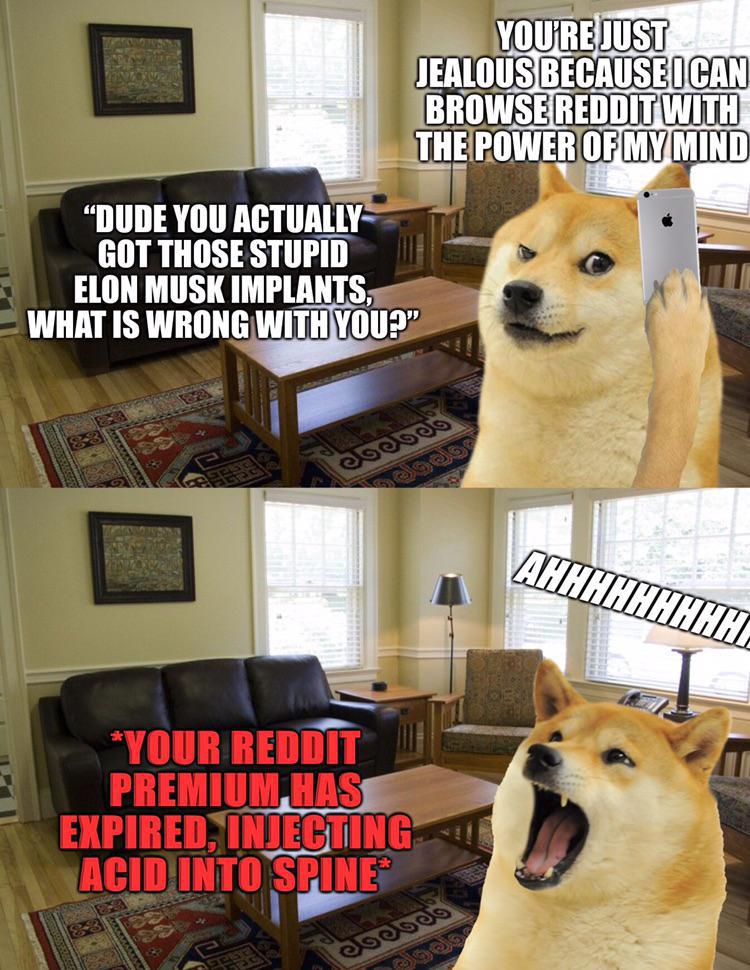 YOU'RE JUST
JEALOUS BECAUSE I CAN
BROWSE REDDIT WITH
THE POWER OF MY MIND
“DUDE YOU ACTUALLY
GOT THOSE STUPID
ELON MUSK IMPLANTS,
WHAT IS WRONG WITH YOU?”
AHHHHHHHHHHH
*YOUR REDDIT
PREMIUM HAS
EXPIRED, INJECTING
ACID INTO SPINE*